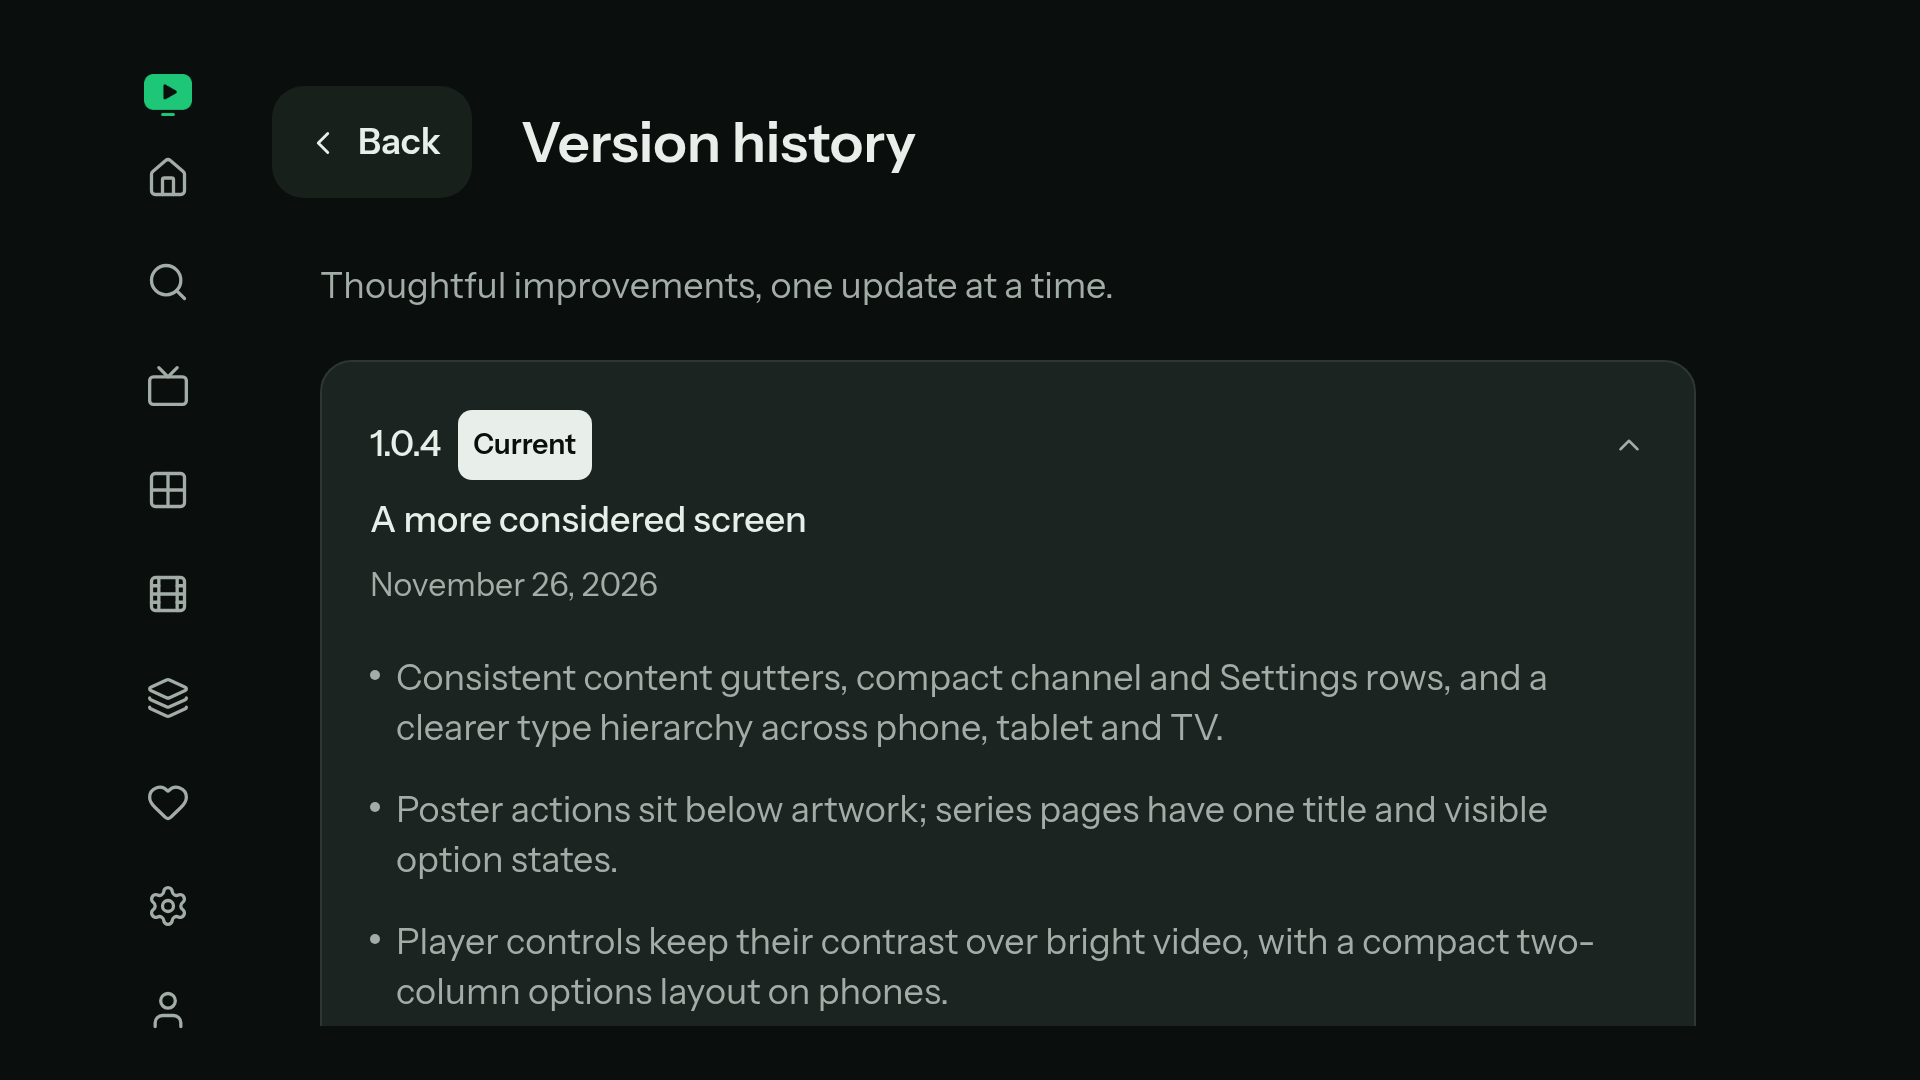 Back
Version history
Thoughtful improvements, one update at a time.
1.0.4
Current
A more considered screen
November 26, 2026
• Consistent content gutters, compact channel and Settings rows, and a
clearer type hierarchy across phone, tablet and TV.
• Poster actions sit below artwork; series pages have one title and visible
option states.
• Player controls keep their contrast over bright video, with a compact two-
column options layout on phones.